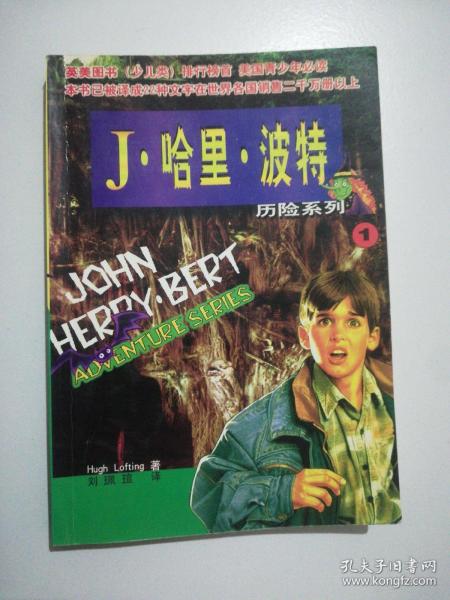 英美图书（少儿类）排行榜首 美国青少年必读
本书已被译成22种文字在世界各国销售二千万册以上
J·哈里·波特
历险系列
1
JOHN
HERRY·BERT
ADVENTURE SERIES
Hugh Lofting 著
刘珮瑄 译
孔夫子旧书网
www.kongfz.com